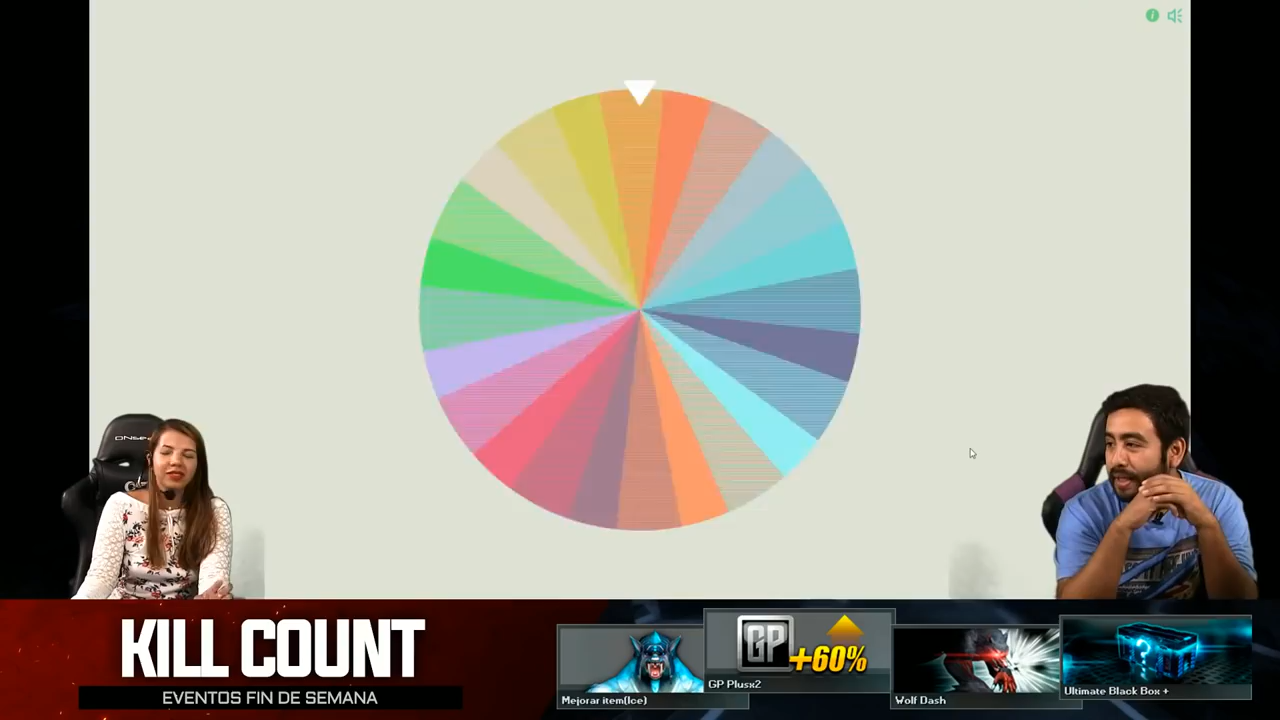 KILL COUNT
EVENTOS FIN DE SEMANA
Mejorar item(Ice)
GP
+60%
GP Plusx2
Wolf Dash
?
Ultimate Black Box +